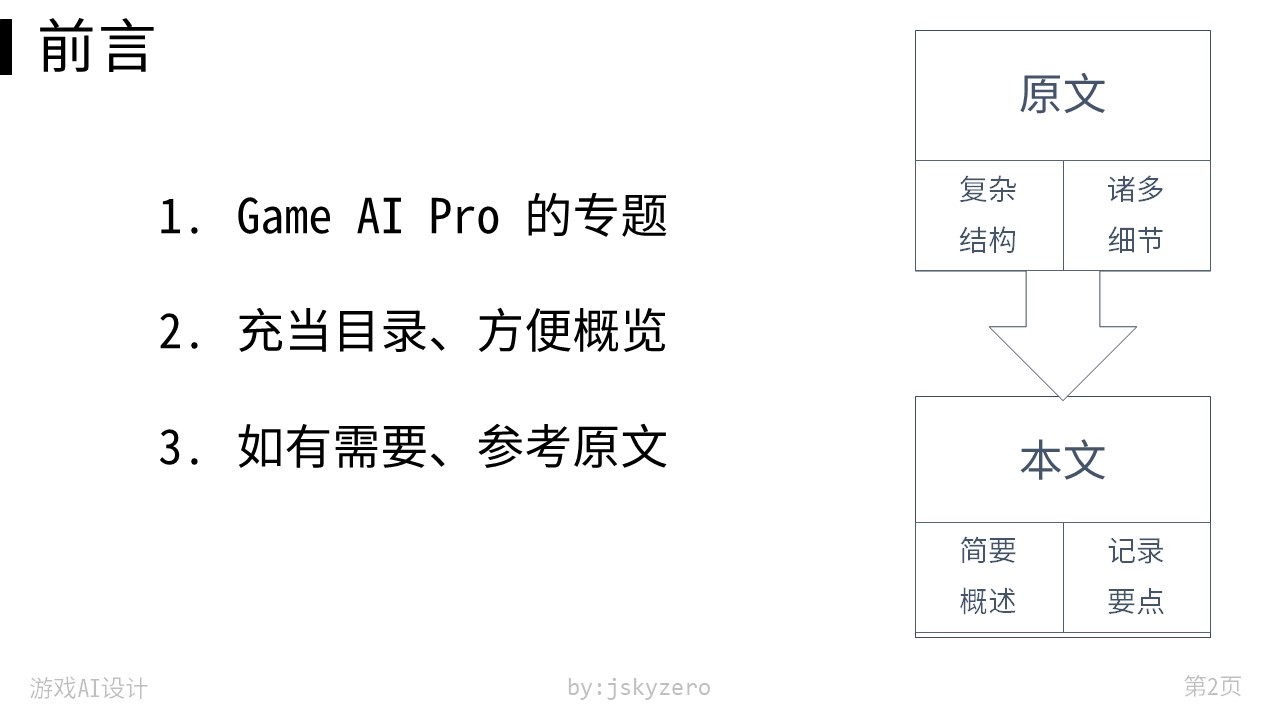 前言
1. Game AI Pro 的专题
2. 充当目录、方便概览
3. 如有需要、参考原文
原文
复杂
结构
诸多
细节
本文
简要
概述
记录
要点
游戏AI设计
by:jskyzero
第2页